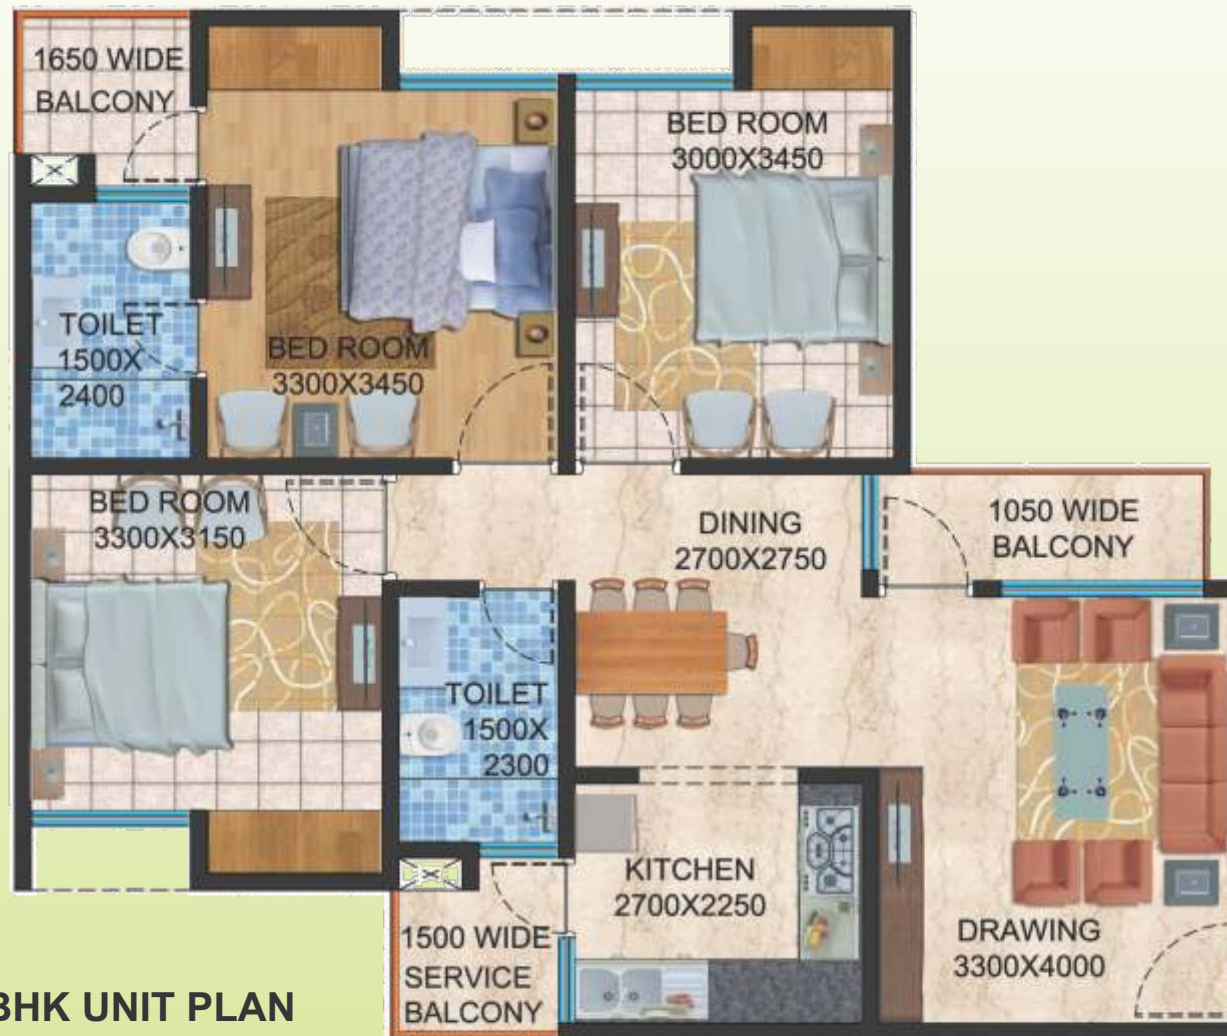 1650 WIDE
BALCONY
BED ROOM
3000X3450
TOILET
1500X
2400
BED ROOM
3300X3450
BED ROOM
3300X3150
DINING
2700X2750
1050 WIDE
BALCONY
TOILET
1500X
2300
KITCHEN
2700X2250
DRAWING
3300X4000
1500 WIDE
SERVICE
BALCONY
BHK UNIT PLAN